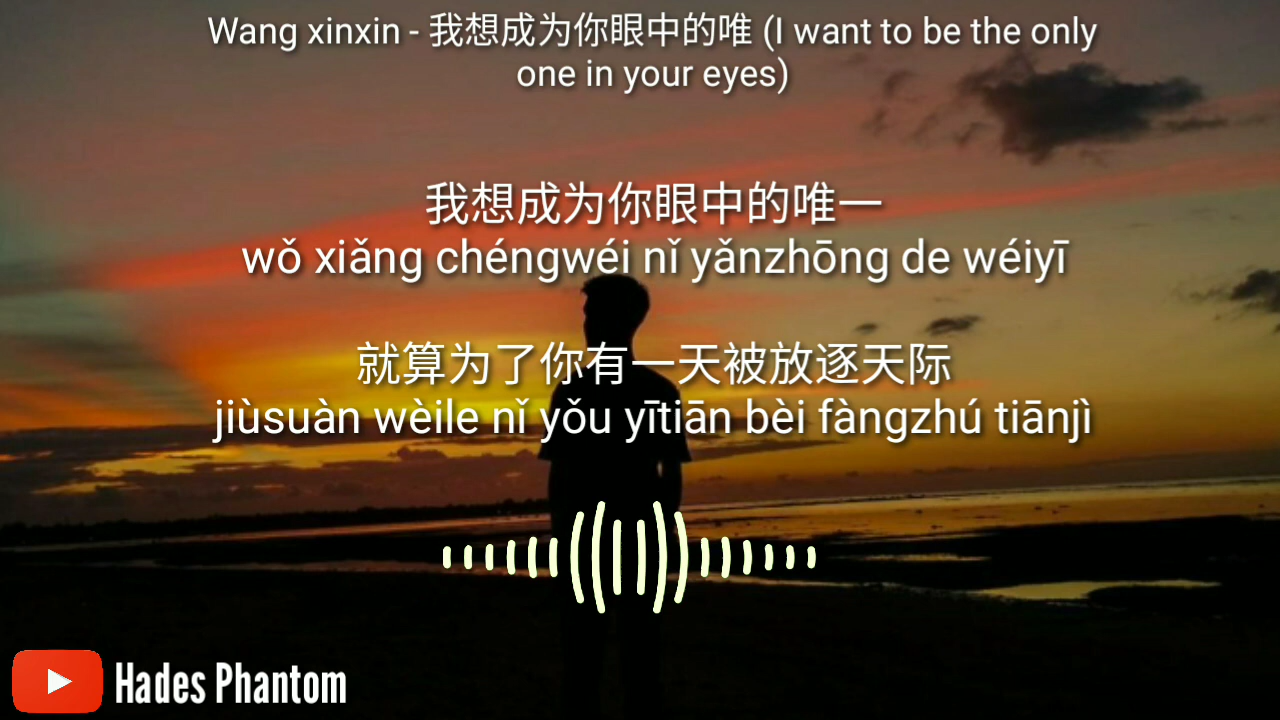 Wang xinxin - 我想成为你眼中的唯 (I want to be the only
one in your eyes)
我想成为你眼中的唯一
wǒ xiǎng chéngwéi nǐ yǎnzhōng de wéiyī
就算为了你有一天被放逐天际
jiùsuàn wèile nǐ yǒu yītiān bèi fàngzhú tiānjì
Hades Phantom